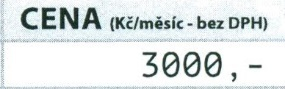 CENA (Kč/měsíc - bez DPH)
3000,-